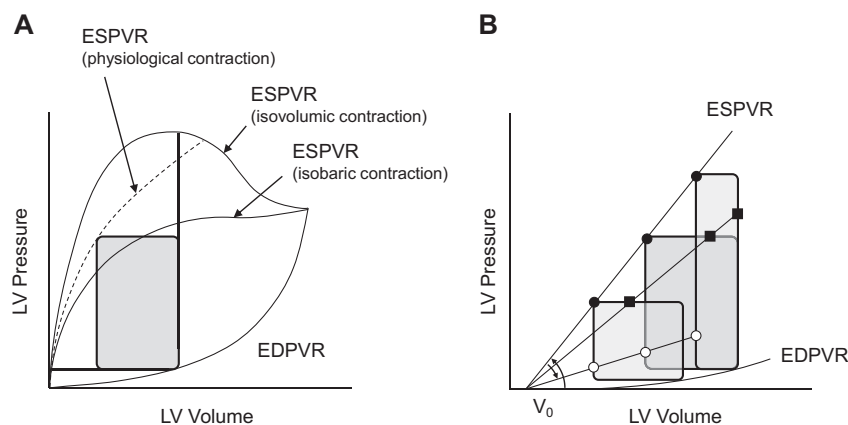 A
ESPVR
(physiological contraction)
ESPVR
(isovolumic contraction)
ESPVR
(isobaric contraction)
EDPVR
LV Pressure
LV Volume
B
ESPVR
EDPVR
LV Pressure
V0
LV Volume